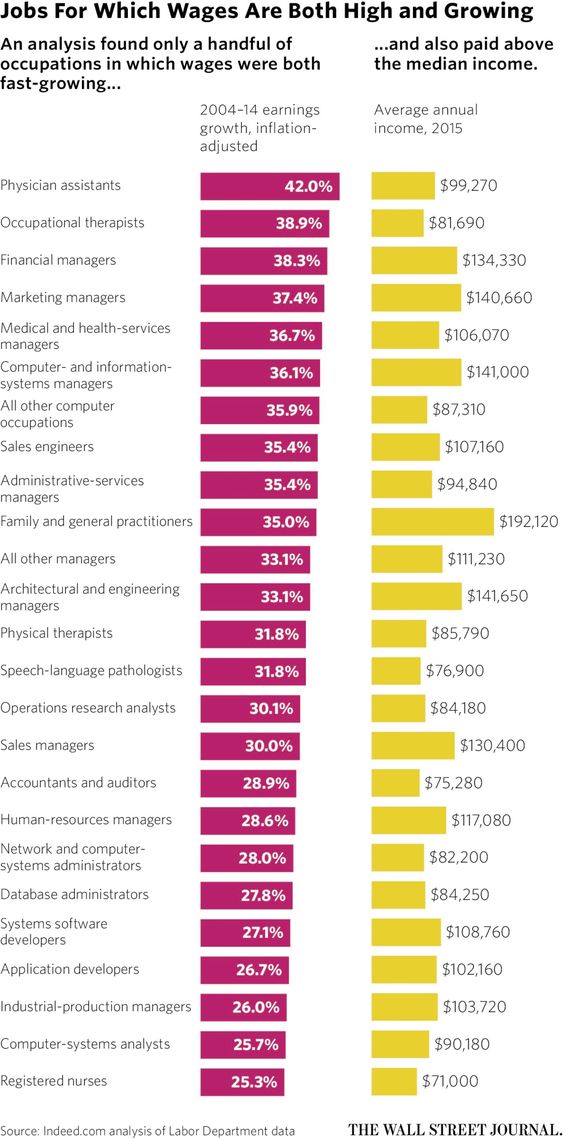 Jobs For Which Wages Are Both High and Growing
An analysis found only a handful of
occupations in which wages were both
fast-growing...
...and also paid above
the median income.
2004–14 earnings
growth, inflation-
adjusted
Average annual
income, 2015
Physician assistants 42.0% $99,270
Occupational therapists 38.9% $81,690
Financial managers 38.3% $134,330
Marketing managers 37.4% $140,660
Medical and health-services
managers 36.7% $106,070
Computer- and information-
systems managers 36.1% $141,000
All other computer
occupations 35.9% $87,310
Sales engineers 35.4% $107,160
Administrative-services
managers 35.4% $94,840
Family and general practitioners 35.0% $192,120
All other managers 33.1% $111,230
Architectural and engineering
managers 33.1% $141,650
Physical therapists 31.8% $85,790
Speech-language pathologists 31.8% $76,900
Operations research analysts 30.1% $84,180
Sales managers 30.0% $130,400
Accountants and auditors 28.9% $75,280
Human-resources managers 28.6% $117,080
Network and computer-
systems administrators 28.0% $82,200
Database administrators 27.8% $84,250
Systems software
developers 27.1% $108,760
Application developers 26.7% $102,160
Industrial-production managers 26.0% $103,720
Computer-systems analysts 25.7% $90,180
Registered nurses 25.3% $71,000
Source: Indeed.com analysis of Labor Department data
THE WALL STREET JOURNAL.